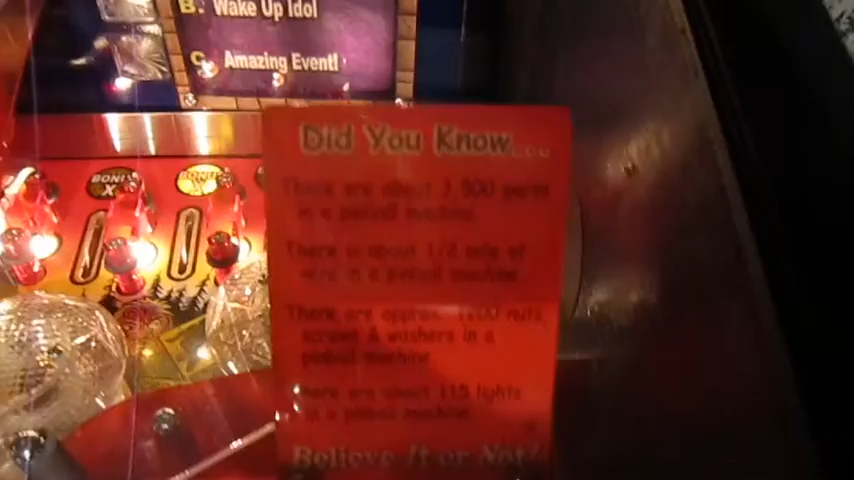 B. Wake Up Idol
C. Amazing Event!
Did You Know....
BONUS
X
There are about 3,500 parts
in a pinball machine.
There is about 1/2 mile of
wire in a pinball machine.
There are approx. 1200 nuts,
screws & washers in a
pinball machine.
There are about 115 lights
in a pinball machine.
Believe It or Not!